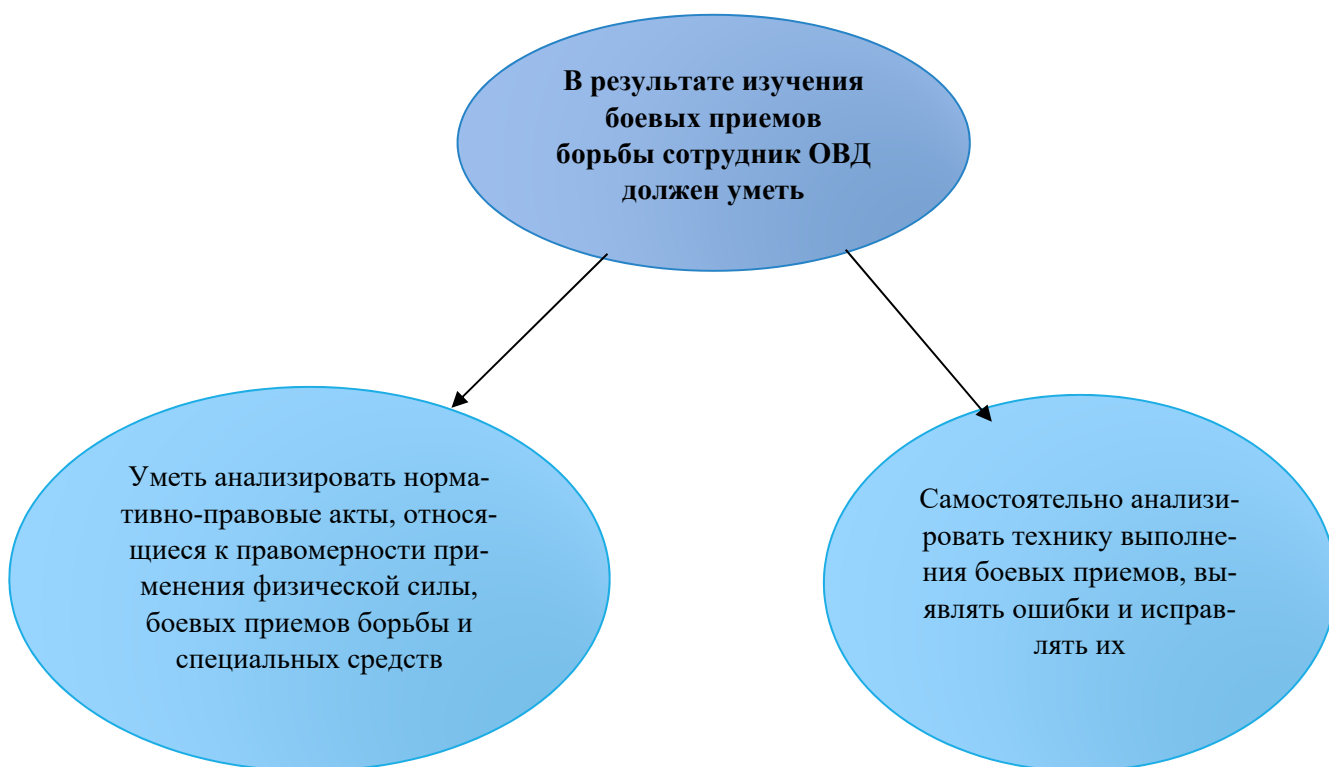 В результате изучения
боевых приемов
борьбы сотрудник ОВД
должен уметь
Уметь анализировать норма-
тивно-правовые акты, относя-
щиеся к правомерности при-
менения физической силы,
боевых приемов борьбы и
специальных средств
Самостоятельно анализи-
ровать технику выполне-
ния боевых приемов, вы-
являть ошибки и исправ-
лять их